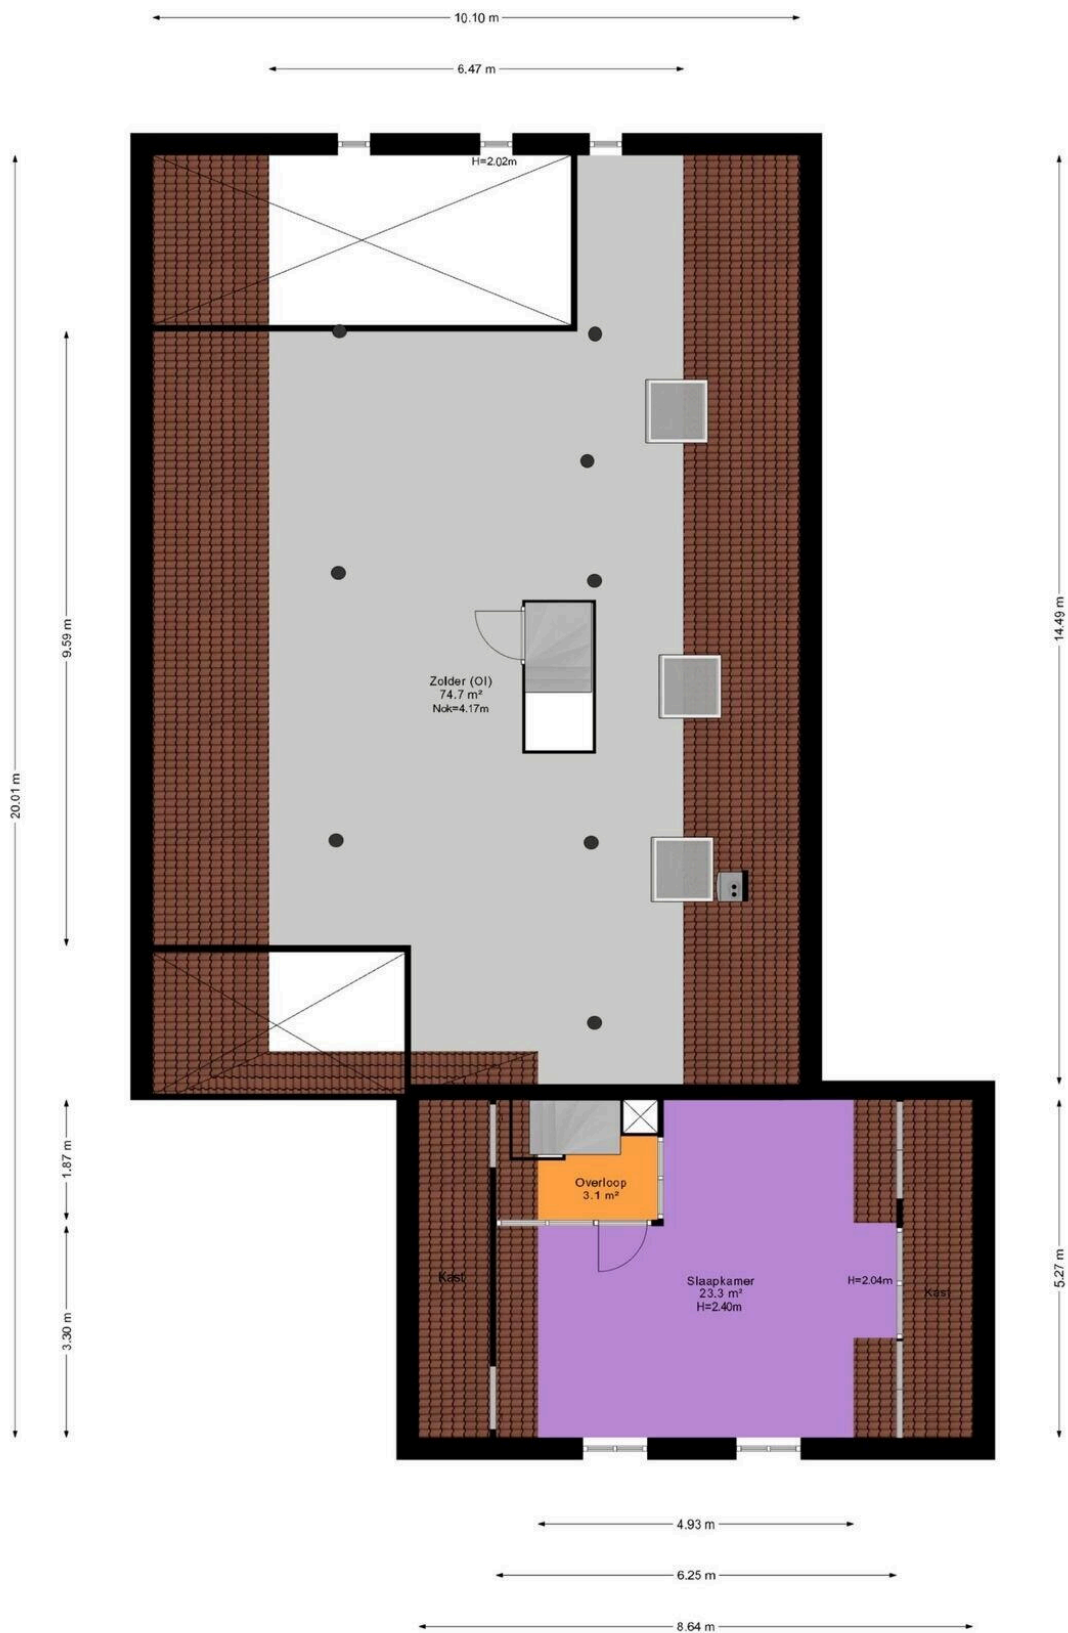 10.10 m
6.47 m
H=2.02m
14.49 m
9.59 m
Zolder (OI)
74.7 m²
Nok=4.17m
20.01 m
1.87 m
Overloop
3.1 m²
5.27 m
Kast
Slaapkamer
23.3 m²
H=2.40m
H=2.04m
Kast
3.30 m
4.93 m
6.25 m
8.64 m